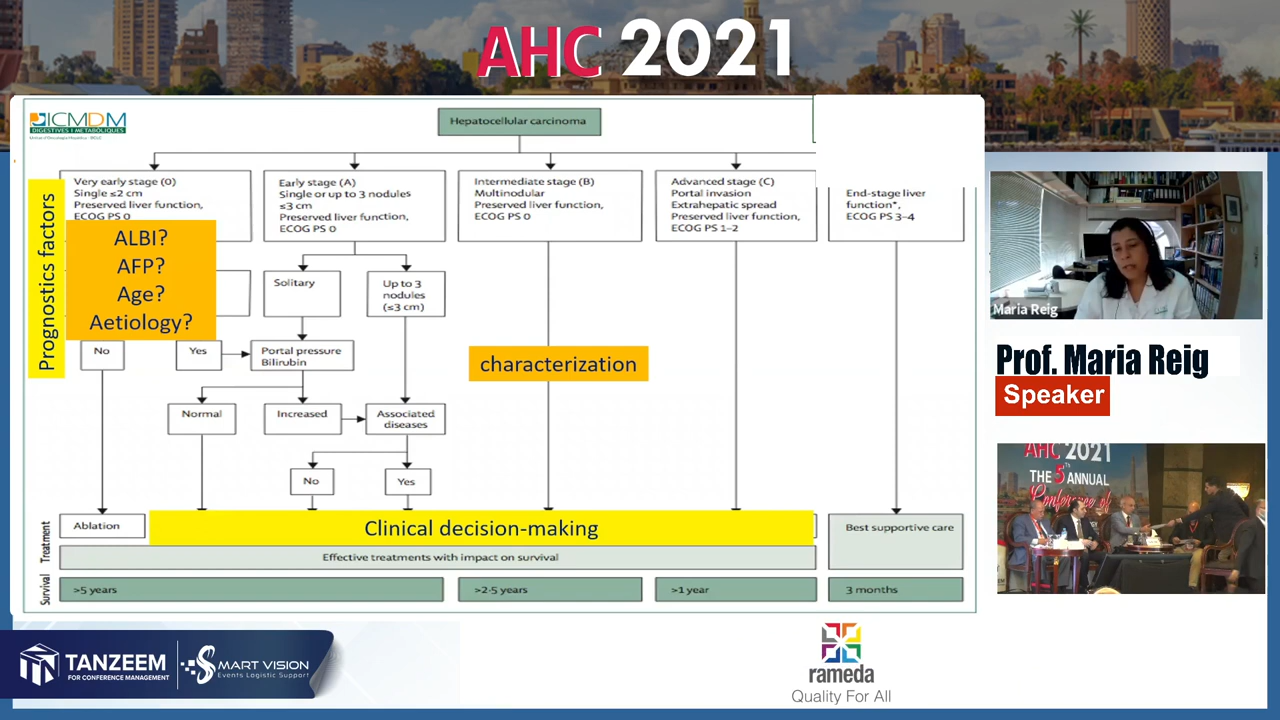 AHC 2021
ICMDM
DIGESTIVES I METABÒLIQUES
Hepatocellular carcinoma
Prognostics factors
Very early stage (0)
Single ≤2 cm
Preserved liver function,
ECOG PS 0
Early stage (A)
Single or up to 3 nodules
≤3 cm
Preserved liver function,
ECOG PS 0
Intermediate stage (B)
Multinodular
Preserved liver function,
ECOG PS 0
Advanced stage (C)
Portal invasion
Extrahepatic spread
Preserved liver function,
ECOG PS 1–2
End-stage liver
function*,
ECOG PS 3–4
ALBI?
AFP?
Age?
Aetiology?
Solitary
Up to 3
nodules
(≤3 cm)
No
Yes
Portal pressure
Bilirubin
characterization
Normal
Increased
Associated
diseases
No
Yes
Treatment
Ablation
Clinical decision-making
Best supportive care
Effective treatments with impact on survival
Survival
>5 years
>2·5 years
>1 year
3 months
Maria Reig
Prof. Maria Reig
Speaker
AHC 2021
THE 5TH ANNUAL
Conference of
TANZEEM
FOR CONFERENCE MANAGEMENT
SMART VISION
Events Logistic Support
rameda
Quality For All